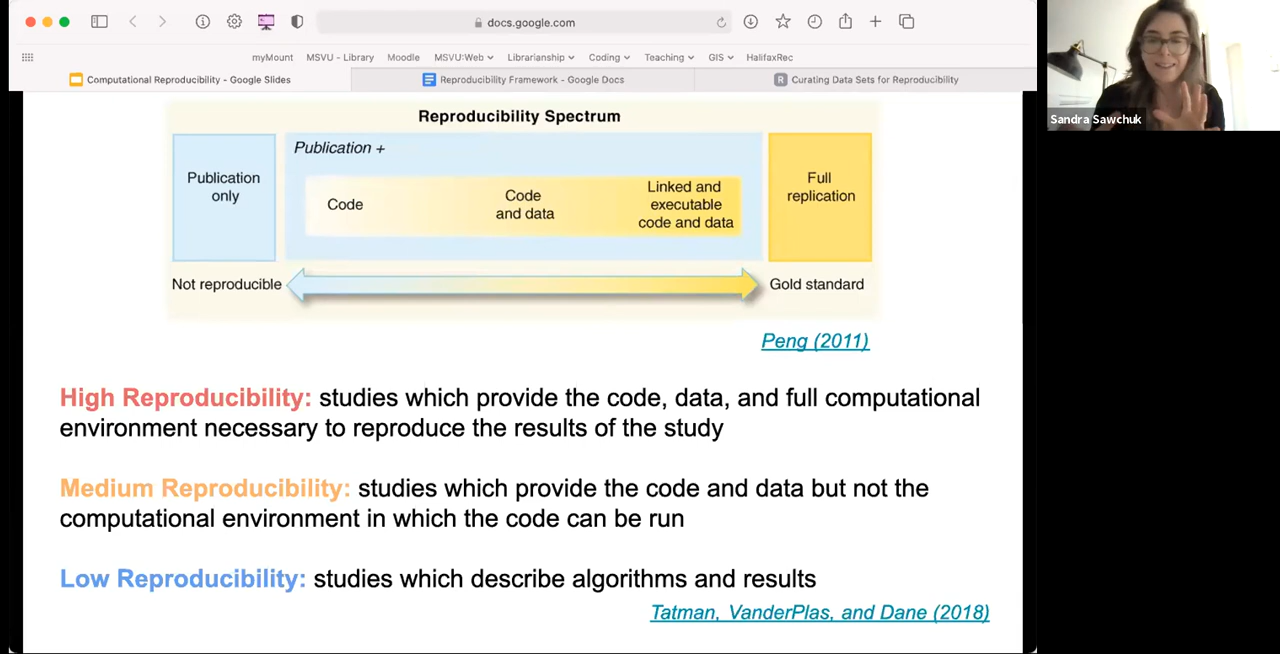 docs.google.com
myMount MSVU - Library Moodle MSVU:Web Librarianship Coding Teaching GIS HalifaxRec
Computational Reproducibility - Google Slides Reproducibility Framework - Google Docs R Curating Data Sets for Reproducibility
Sandra Sawchuk
Reproducibility Spectrum
Publication only
Publication +
Code
Code
and data
Linked and
executable
code and data
Full
replication
Not reproducible
Gold standard
Peng (2011)
High Reproducibility: studies which provide the code, data, and full computational
environment necessary to reproduce the results of the study
Medium Reproducibility: studies which provide the code and data but not the
computational environment in which the code can be run
Low Reproducibility: studies which describe algorithms and results
Tatman, VanderPlas, and Dane (2018)